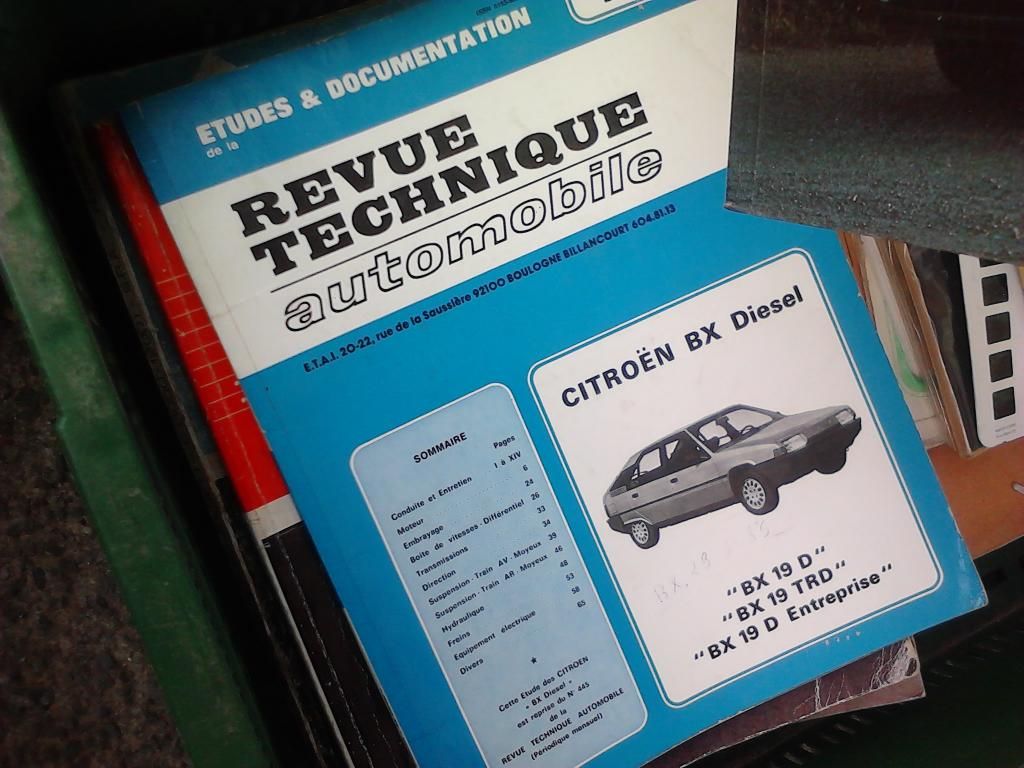 ETUDES & DOCUMENTATION
de la
REVUE
TECHNIQUE
automobile
E.T.A.I. 20-22, rue de la Saussière 92100 BOULOGNE BILLANCOURT 604.81.13
CITROËN BX Diesel
"BX 19 D"
"BX 19 TRD"
"BX 19 D Entreprise"
SOMMAIRE
Pages
Conduite et Entretien I à XIV
Moteur 6
Embrayage 24
Boîte de vitesses - Différentiel 26
Transmissions 33
Direction 34
Suspension - Train AV - Moyeux 39
Suspension - Train AR - Moyeux 46
Hydraulique 48
Freins 53
Equipement électrique 58
Divers 65
*
Cette Etude des CITROEN
" BX Diesel "
est reprise du N° 445
de la
REVUE TECHNIQUE AUTOMOBILE
(Périodique mensuel)